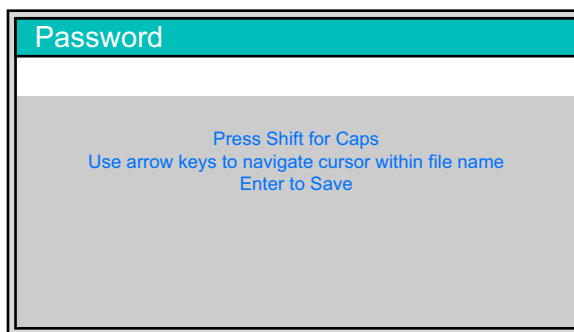 Password
Press Shift for Caps
Use arrow keys to navigate cursor within file name
Enter to Save